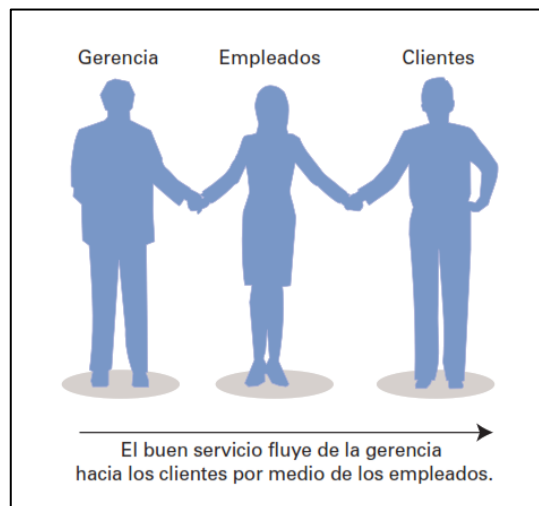 Gerencia Empleados Clientes
El buen servicio fluye de la gerencia
hacia los clientes por medio de los empleados.